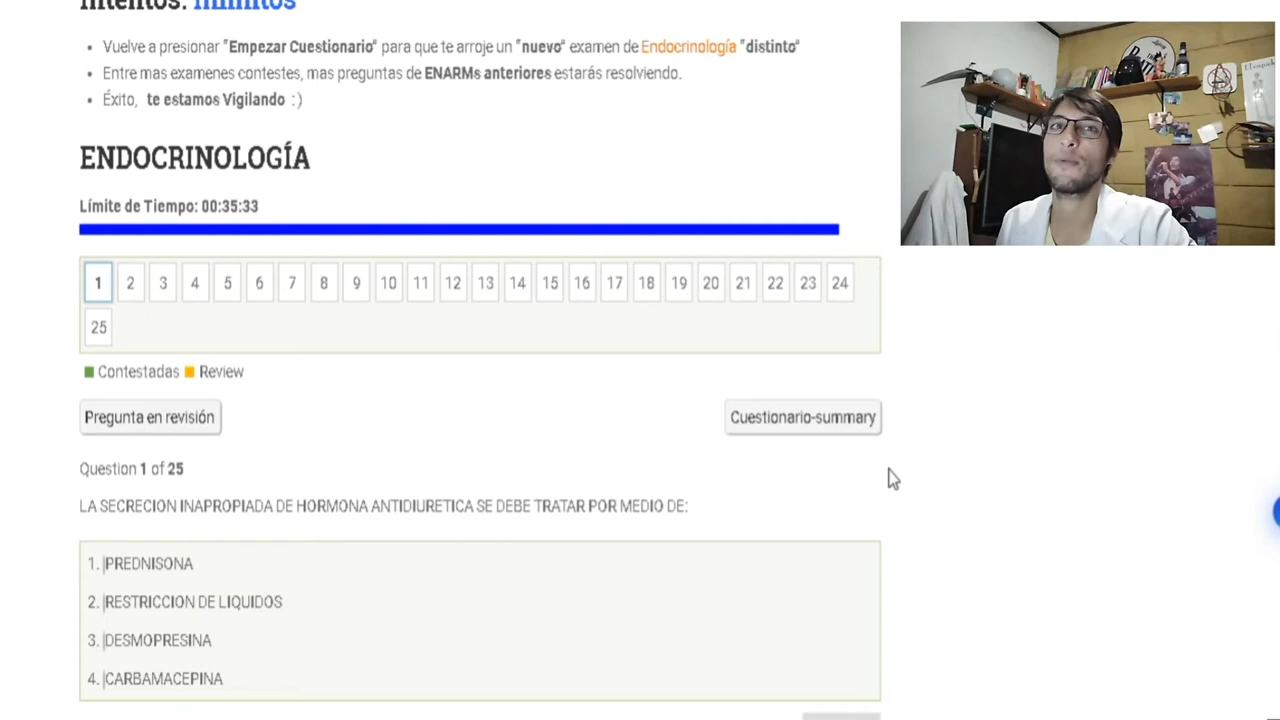 Intentos: Infinitos
Vuelve a presionar "Empezar Cuestionario" para que te arroje un "nuevo" examen de Endocrinología "distinto"
Entre mas examenes contestes, mas preguntas de ENARMs anteriores estarás resolviendo.
Éxito, te estamos Vigilando :)
ENDOCRINOLOGÍA
Límite de Tiempo: 00:35:33
1 2 3 4 5 6 7 8 9 10 11 12 13 14 15 16 17 18 19 20 21 22 23 24
25
Contestadas Review
Pregunta en revisión Cuestionario-summary
Question 1 of 25
LA SECRECION INAPROPIADA DE HORMONA ANTIDIURETICA SE DEBE TRATAR POR MEDIO DE:
1. PREDNISONA
2. RESTRICCION DE LIQUIDOS
3. DESMOPRESINA
4. CARBAMACEPINA